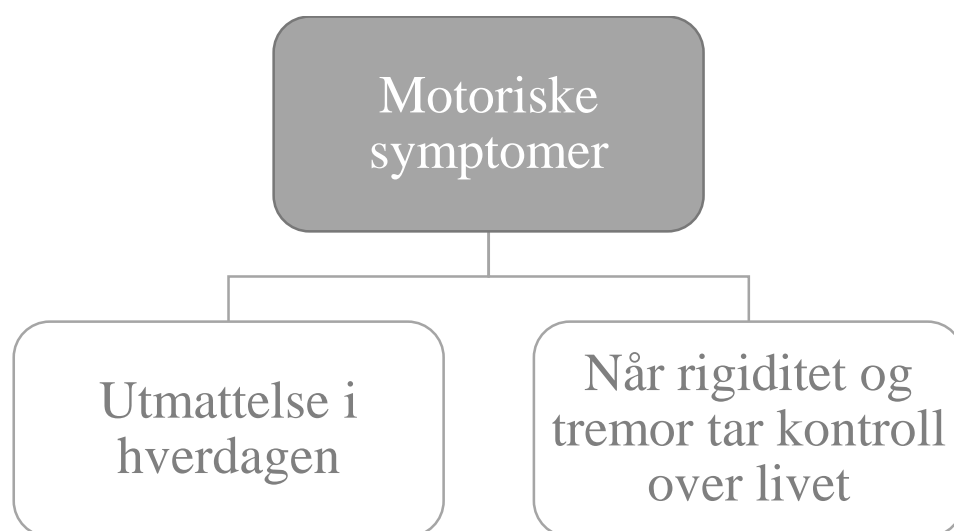 Motoriske
symptomer
Utmattelse i
hverdagen
Når rigiditet og
tremor tar kontroll
over livet